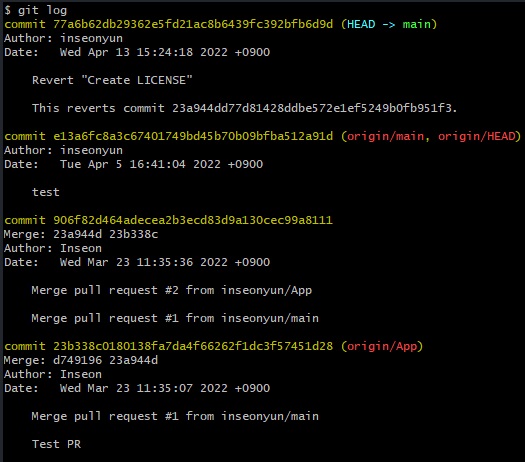 $ git log
commit 77a6b62db29362e5fd21ac8b6439fc392bfb6d9d (HEAD -> main)
Author: inseonyun
Date:   Wed Apr 13 15:24:18 2022 +0900
Revert "Create LICENSE"
This reverts commit 23a944dd77d81428ddbe572e1ef5249b0fb951f3.
commit e13a6fc8a3c67401749bd45b70b09bfba512a91d (origin/main, origin/HEAD)
Author: inseonyun
Date:   Tue Apr 5 16:41:04 2022 +0900
test
commit 906f82d464adecea2b3ecd83d9a130cec99a8111
Merge: 23a944d 23b338c
Author: Inseon
Date:   Wed Mar 23 11:35:36 2022 +0900
Merge pull request #2 from inseonyun/App
Merge pull request #1 from inseonyun/main
commit 23b338c0180138fa7da4f66262f1dc3f57451d28 (origin/App)
Merge: d749196 23a944d
Author: Inseon
Date:   Wed Mar 23 11:35:07 2022 +0900
Merge pull request #1 from inseonyun/main
Test PR